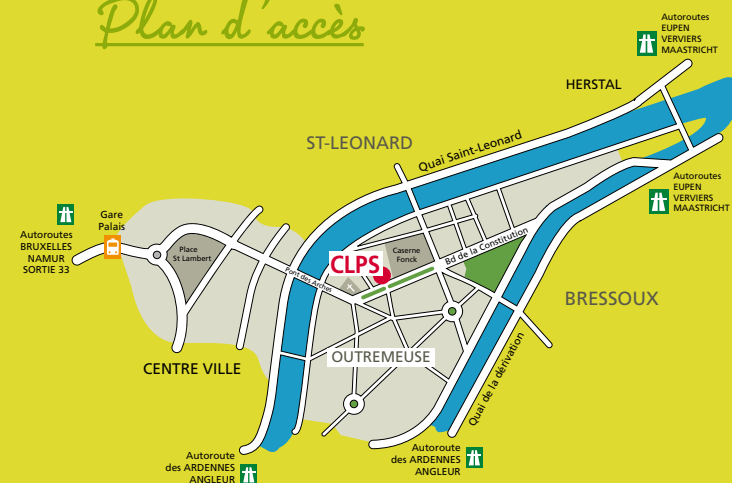 Plan d'accès
Autoroutes
EUPEN
VERVIERS
MAASTRICHT
HERSTAL
ST-LEONARD
Quai Saint-Leonard
Autoroutes
EUPEN
VERVIERS
MAASTRICHT
Gare
Palais
Autoroutes
BRUXELLES
NAMUR
SORTIE 33
Place
St Lambert
Pont des Arches
CLPS
Caserne
Fonck
Bd de la Constitution
BRESSOUX
OUTREMEUSE
CENTRE VILLE
Quai de la dérivation
Autoroute
des ARDENNES
ANGLEUR
Autoroute
des ARDENNES
ANGLEUR